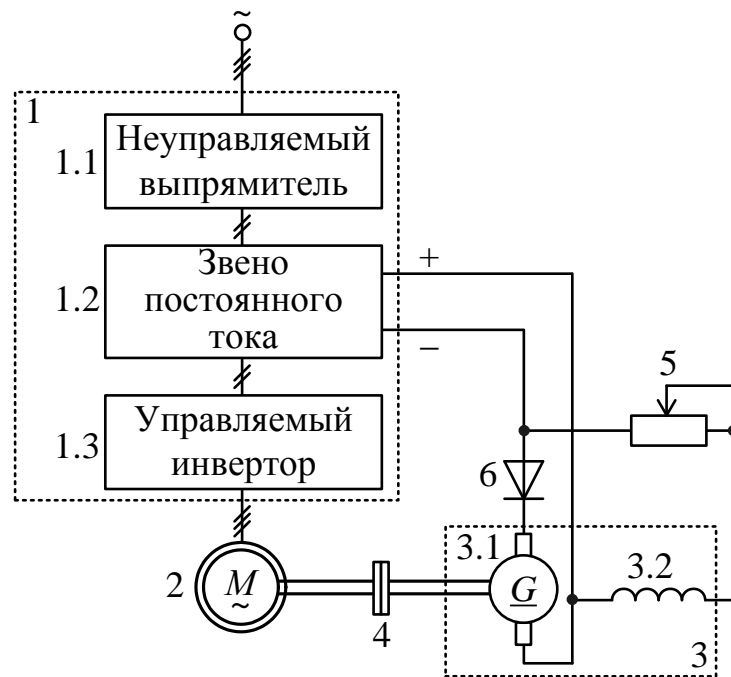 ~
1
1.1
Неуправляемый
выпрямитель
1.2
Звено
постоянного
тока
+
−
1.3
Управляемый
инвертор
5
6
2
M
~
4
3.1
G
3.2
3